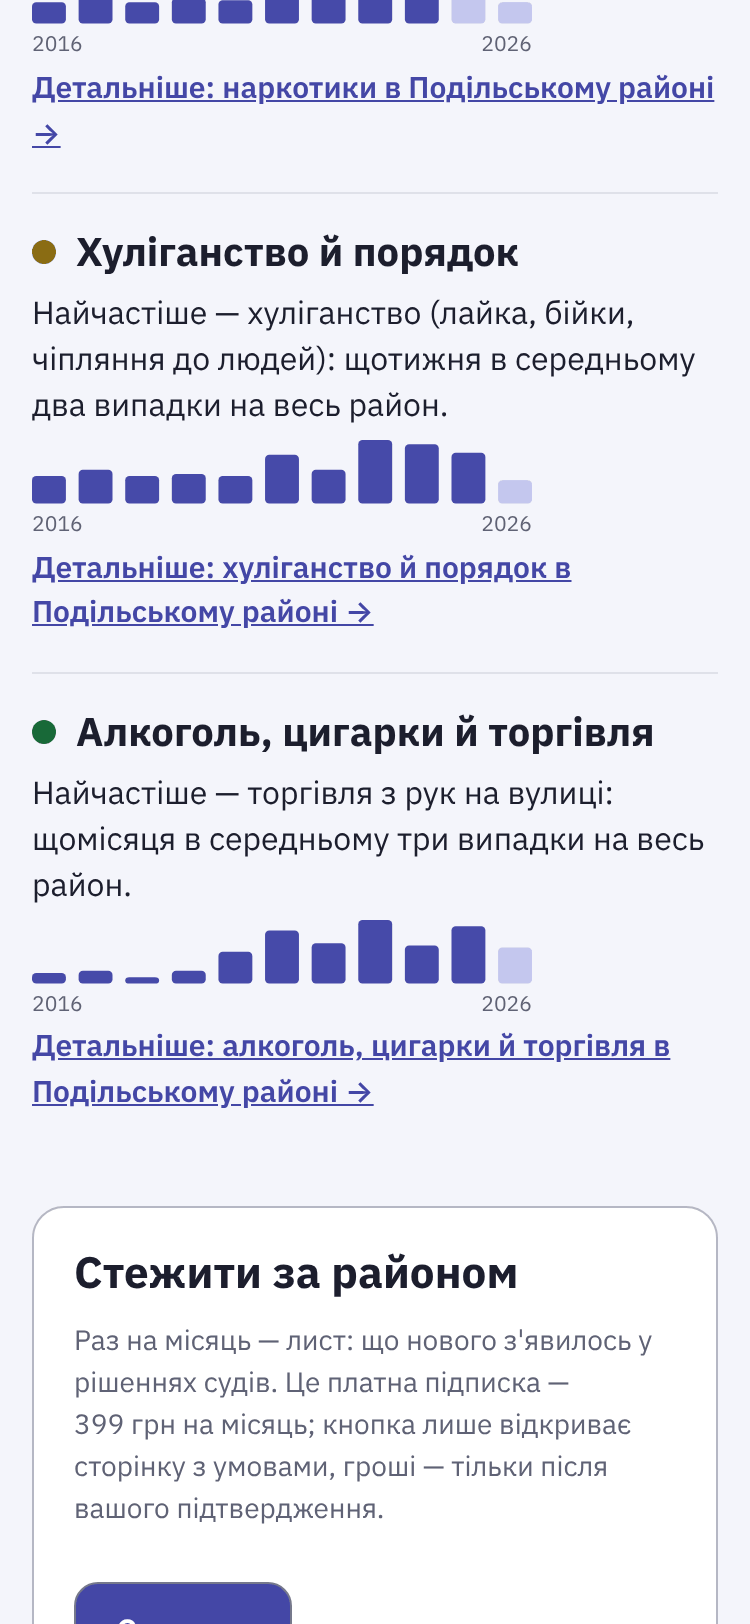 2016 2026
Детальніше: наркотики в Подільському районі
→
Хуліганство й порядок
Найчастіше — хуліганство (лайка, бійки,
чіпляння до людей): щотижня в середньому
два випадки на весь район.
2016 2026
Детальніше: хуліганство й порядок в
Подільському районі →
Алкоголь, цигарки й торгівля
Найчастіше — торгівля з рук на вулиці:
щомісяця в середньому три випадки на весь
район.
2016 2026
Детальніше: алкоголь, цигарки й торгівля в
Подільському районі →
Стежити за районом
Раз на місяць — лист: що нового з'явилось у
рішеннях судів. Це платна підписка —
399 грн на місяць; кнопка лише відкриває
сторінку з умовами, гроші — тільки після
вашого підтвердження.